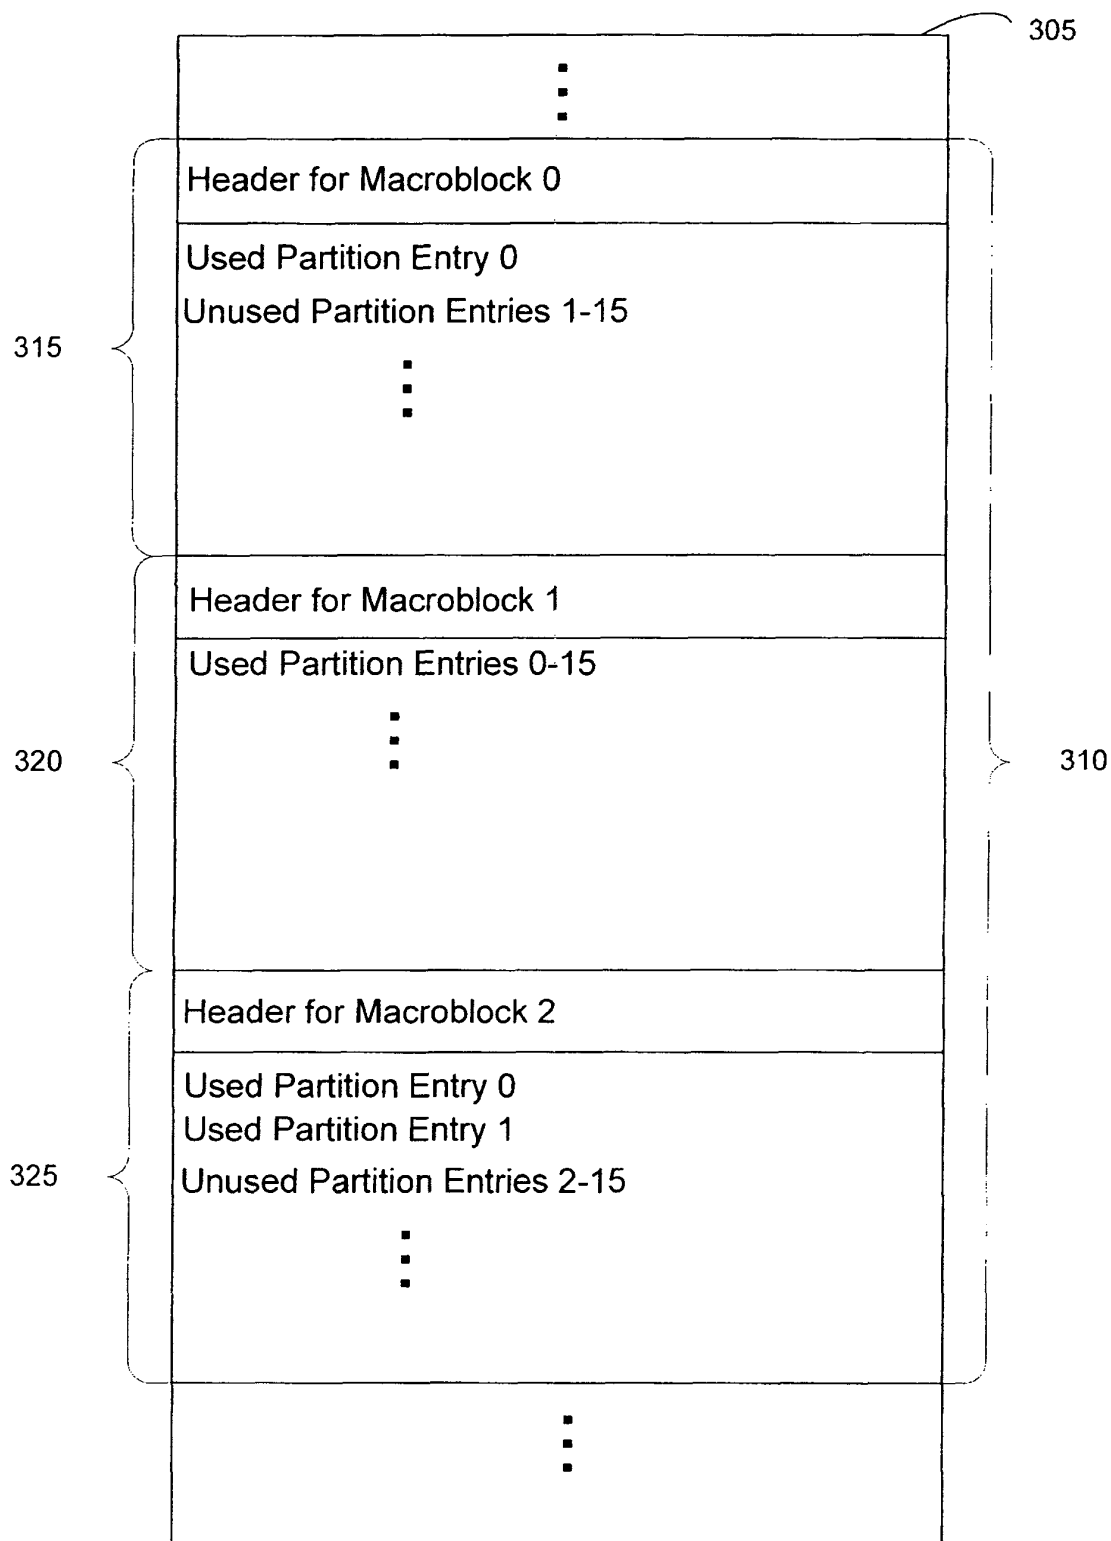 305
Header for Macroblock 0
Used Partition Entry 0
Unused Partition Entries 1-15
315
Header for Macroblock 1
Used Partition Entries 0-15
320
310
Header for Macroblock 2
Used Partition Entry 0
Used Partition Entry 1
325
Unused Partition Entries 2-15